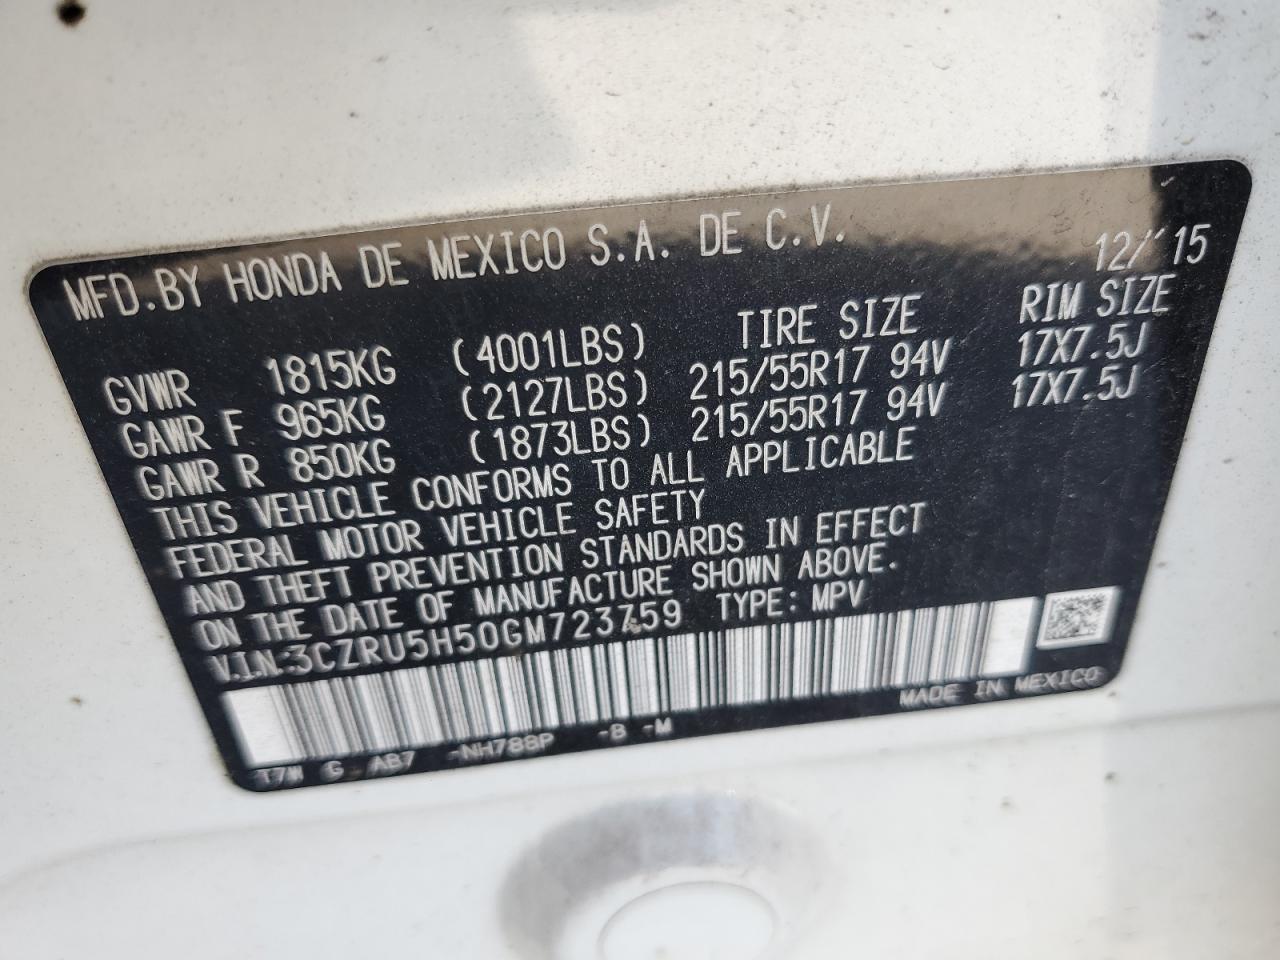 MFD.BY HONDA DE MEXICO S.A. DE C.V. 12/'15
TIRE SIZE RIM SIZE
GVWR 1815KG (4001LBS)
GAWR F 965KG (2127LBS) 215/55R17 94V 17X7.5J
GAWR R 850KG (1873LBS) 215/55R17 94V 17X7.5J
THIS VEHICLE CONFORMS TO ALL APPLICABLE
FEDERAL MOTOR VEHICLE SAFETY
AND THEFT PREVENTION STANDARDS IN EFFECT
ON THE DATE OF MANUFACTURE SHOWN ABOVE.
V.I.N:3CZRU5H50GM723759 TYPE: MPV
MADE IN MEXICO
T7W G AB7 -NH788P -B -M